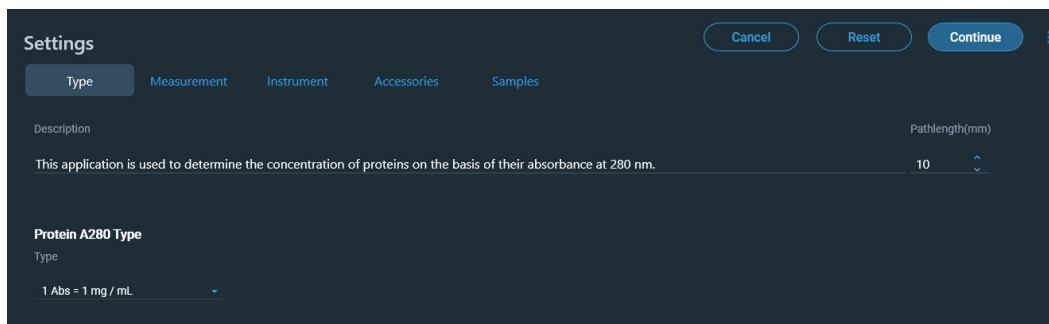 Settings
Cancel
Reset
Continue
Type
Measurement
Instrument
Accessories
Samples
Description
Pathlength(mm)
This application is used to determine the concentration of proteins on the basis of their absorbance at 280 nm.
10
Protein A280 Type
Type
1 Abs = 1 mg / mL